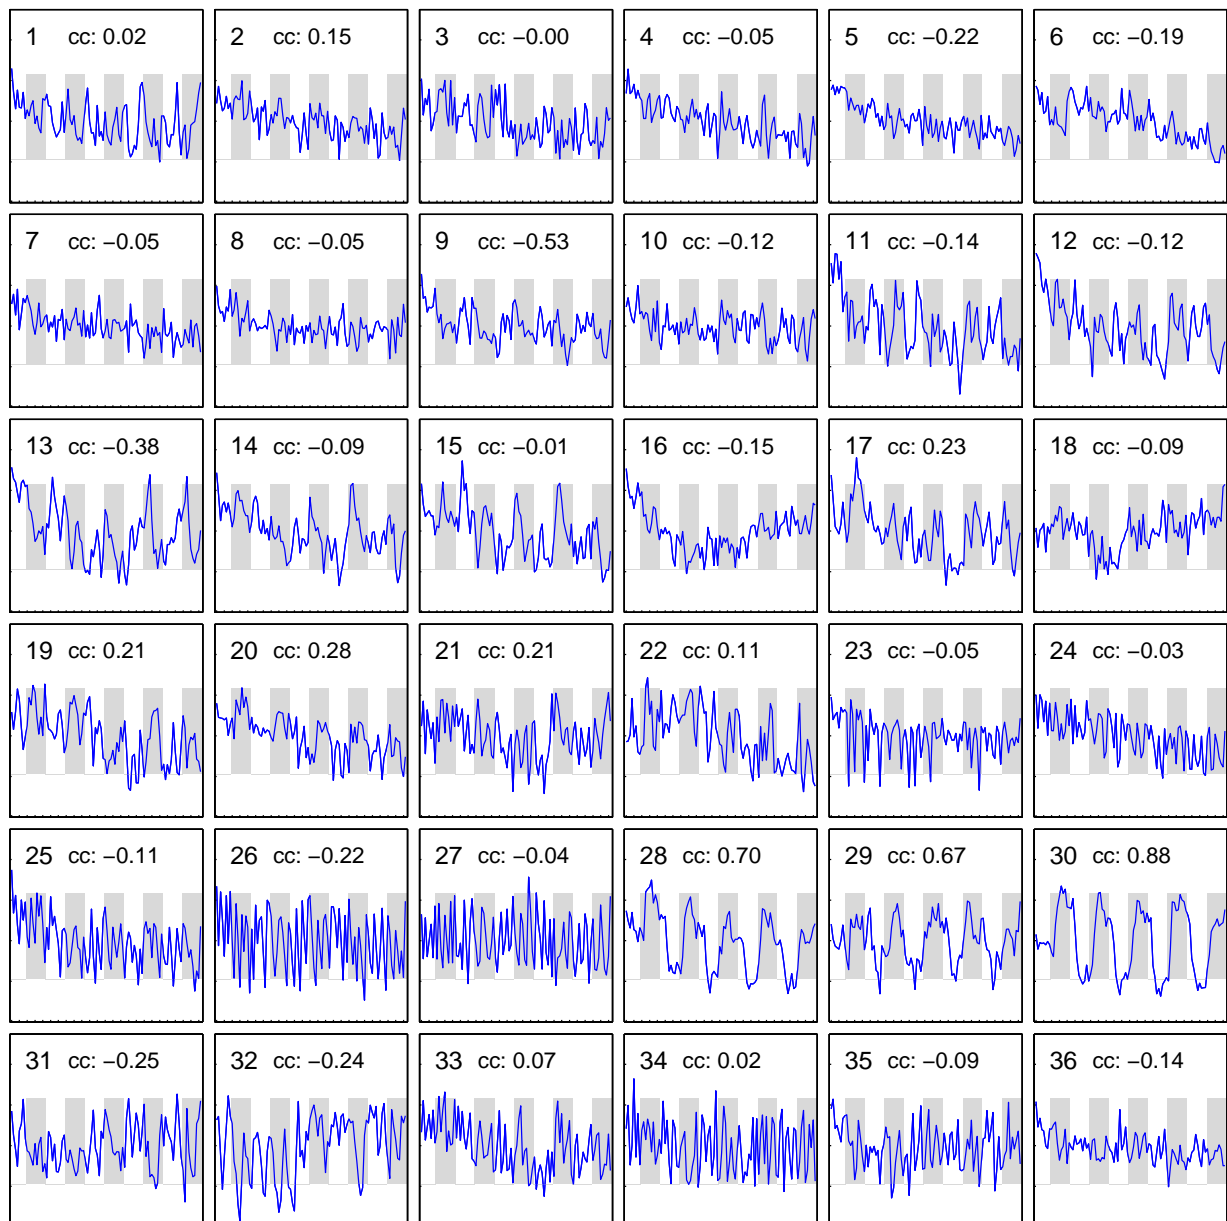 1 cc: 0.02 2 cc: 0.15 3 cc: −0.00 4 cc: −0.05 5 cc: −0.22 6 cc: −0.19
7 cc: −0.05 8 cc: −0.05 9 cc: −0.53 10 cc: −0.12 11 cc: −0.14 12 cc: −0.12
13 cc: −0.38 14 cc: −0.09 15 cc: −0.01 16 cc: −0.15 17 cc: 0.23 18 cc: −0.09
19 cc: 0.21 20 cc: 0.28 21 cc: 0.21 22 cc: 0.11 23 cc: −0.05 24 cc: −0.03
25 cc: −0.11 26 cc: −0.22 27 cc: −0.04 28 cc: 0.70 29 cc: 0.67 30 cc: 0.88
31 cc: −0.25 32 cc: −0.24 33 cc: 0.07 34 cc: 0.02 35 cc: −0.09 36 cc: −0.14